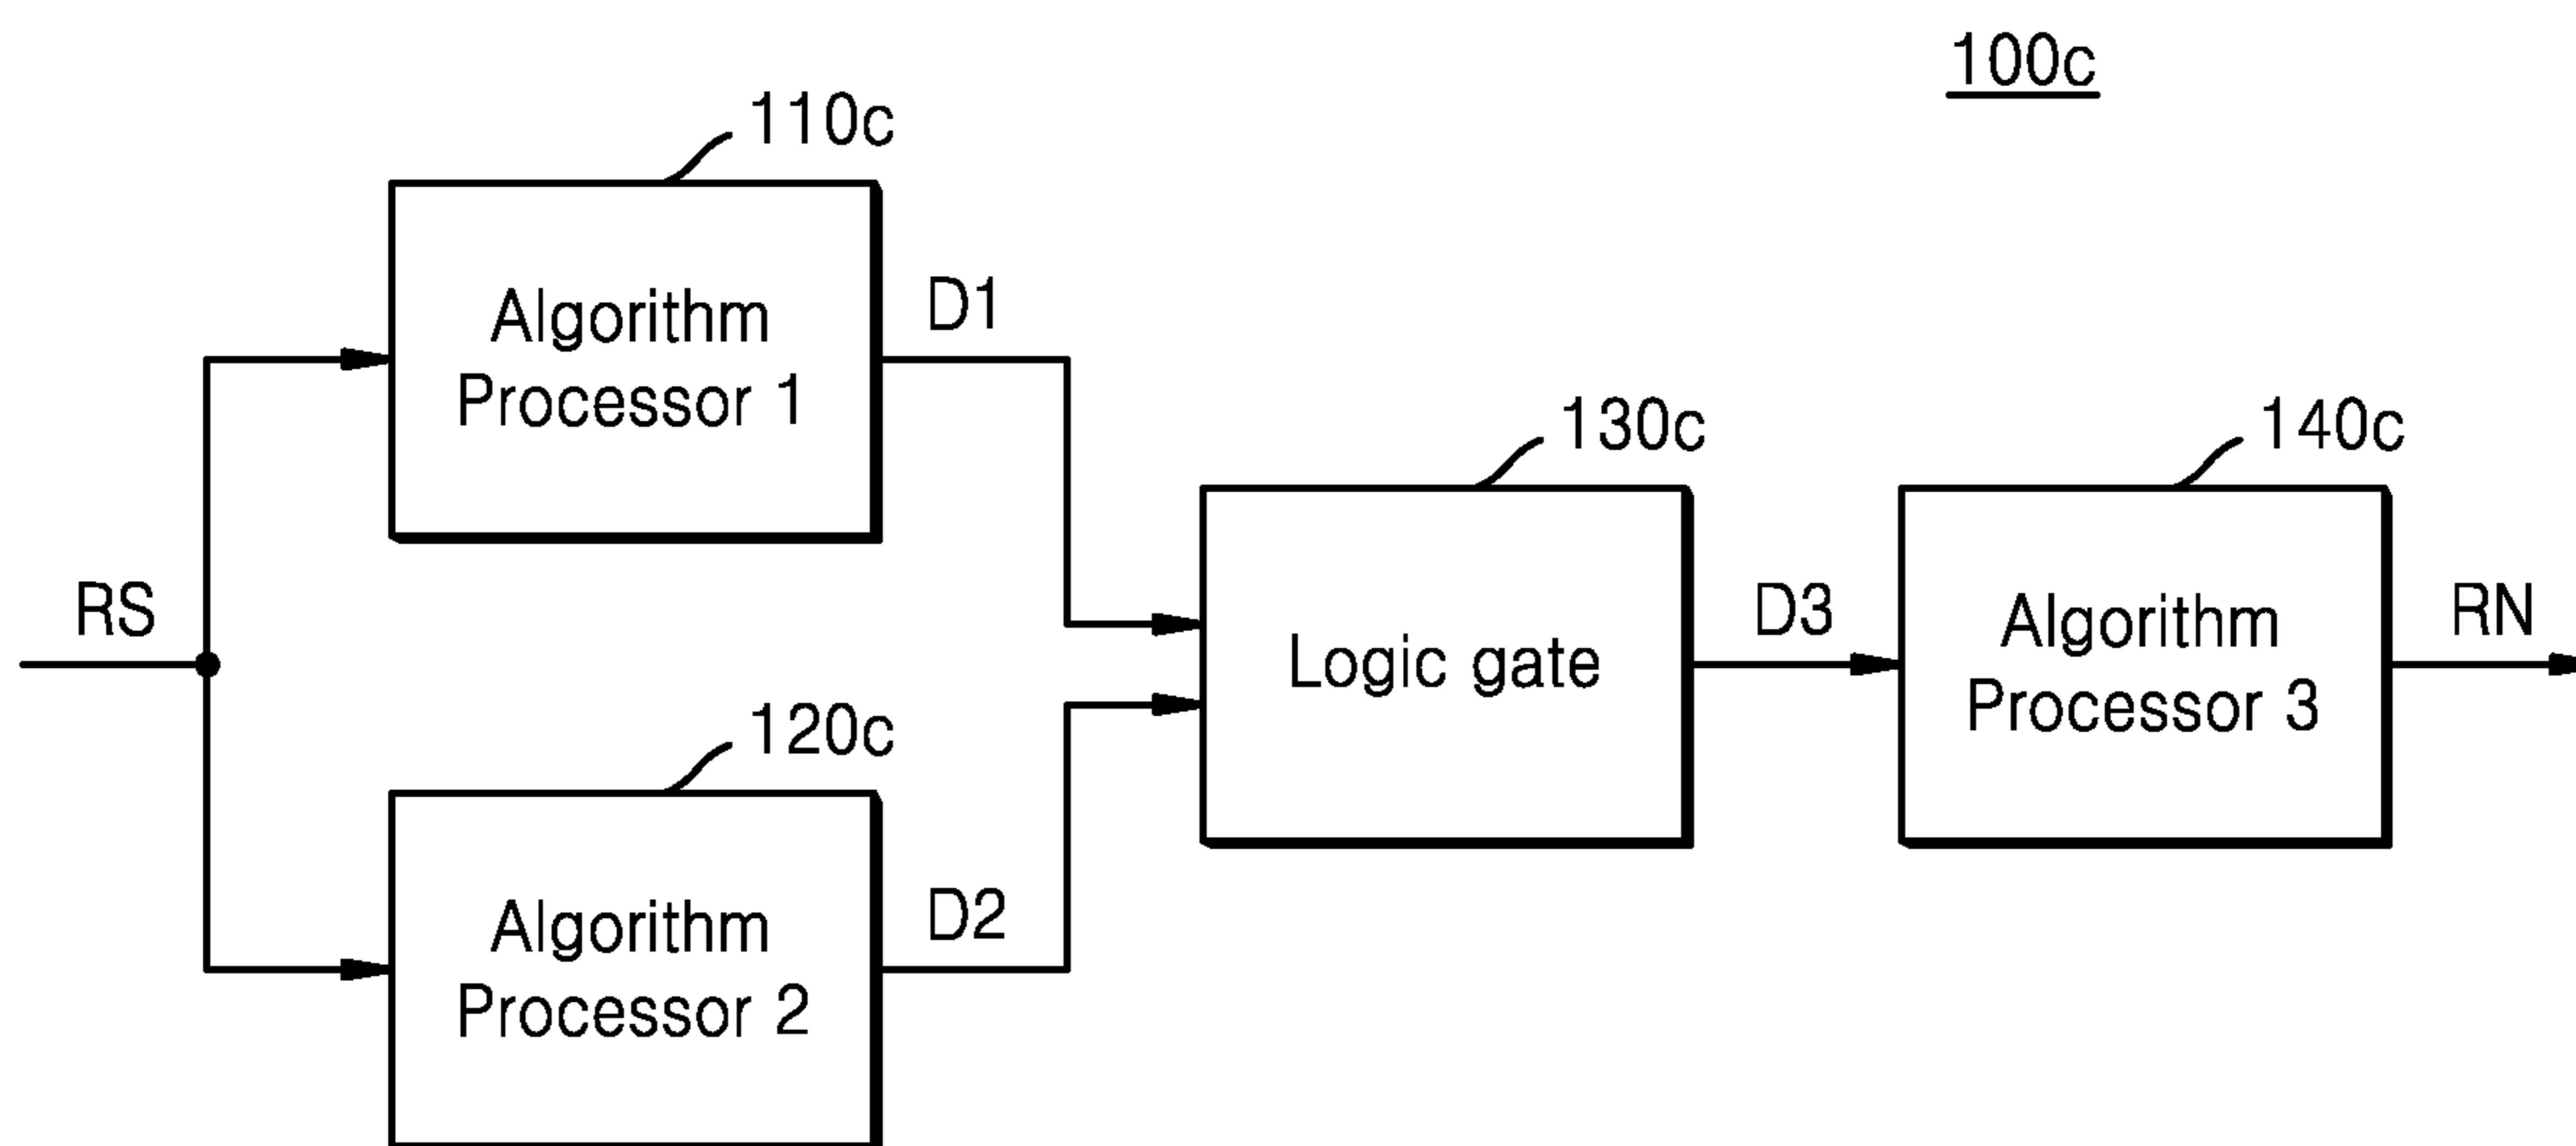 100c
110c
Algorithm
Processor 1
D1
130c
140c
RS
Logic gate
D3
Algorithm
Processor 3
RN
120c
Algorithm
Processor 2
D2